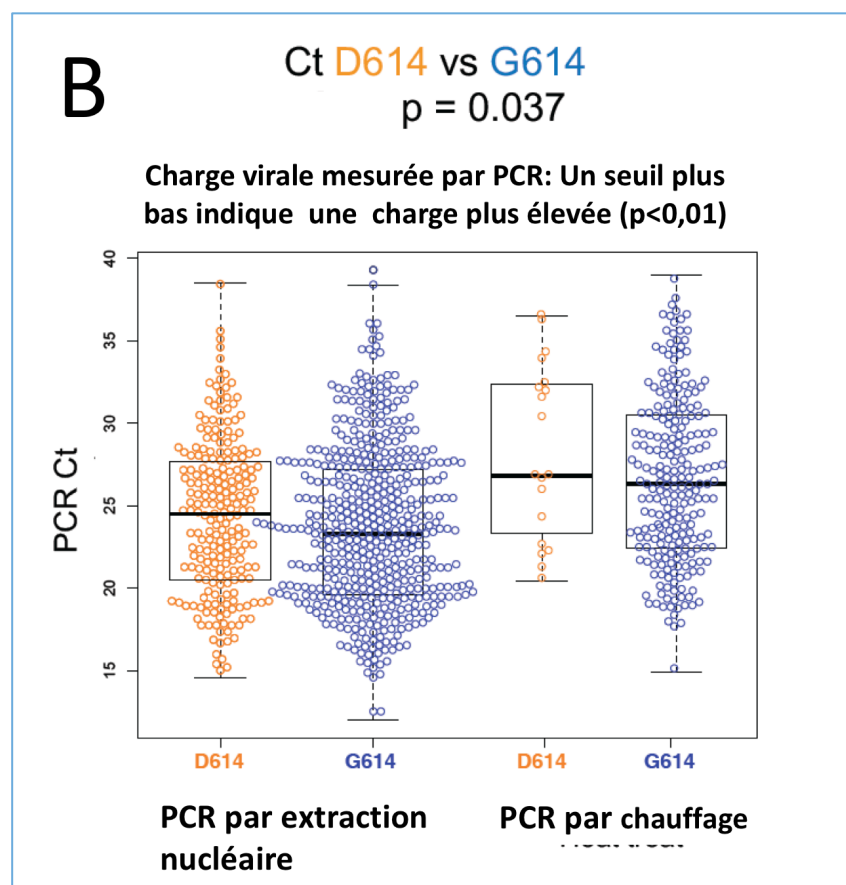 B
Ct D614 vs G614
p = 0.037
Charge virale mesurée par PCR: Un seuil plus
bas indique une charge plus élevée (p<0,01)
PCR Ct
40
35
30
25
20
15
D614 G614 D614 G614
PCR par extraction
nucléaire
PCR par chauffage